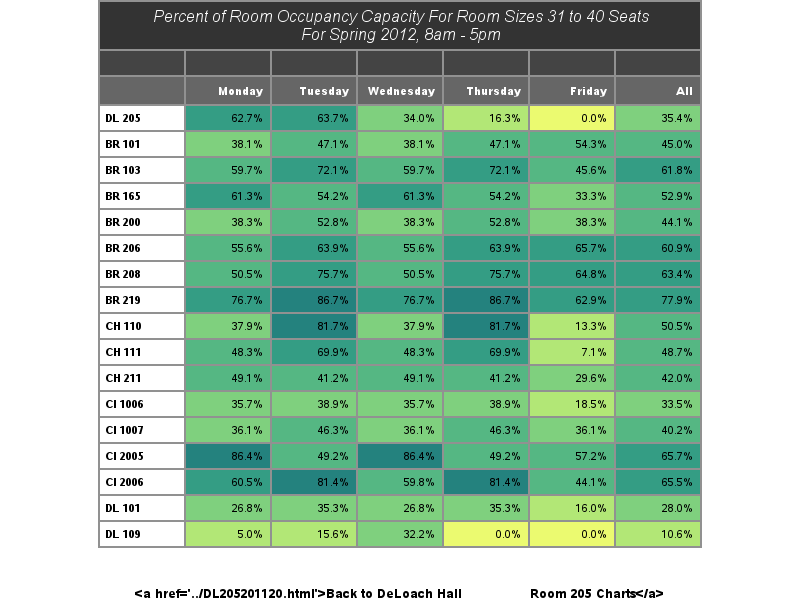 Percent of Room Occupancy Capacity For Room Sizes 31 to 40 Seats
For Spring 2012, 8am - 5pm
Monday Tuesday Wednesday Thursday Friday All
DL 205 62.7% 63.7% 34.0% 16.3% 0.0% 35.4%
BR 101 38.1% 47.1% 38.1% 47.1% 54.3% 45.0%
BR 103 59.7% 72.1% 59.7% 72.1% 45.6% 61.8%
BR 165 61.3% 54.2% 61.3% 54.2% 33.3% 52.9%
BR 200 38.3% 52.8% 38.3% 52.8% 38.3% 44.1%
BR 206 55.6% 63.9% 55.6% 63.9% 65.7% 60.9%
BR 208 50.5% 75.7% 50.5% 75.7% 64.8% 63.4%
BR 219 76.7% 86.7% 76.7% 86.7% 62.9% 77.9%
CH 110 37.9% 81.7% 37.9% 81.7% 13.3% 50.5%
CH 111 48.3% 69.9% 48.3% 69.9% 7.1% 48.7%
CH 211 49.1% 41.2% 49.1% 41.2% 29.6% 42.0%
CI 1006 35.7% 38.9% 35.7% 38.9% 18.5% 33.5%
CI 1007 36.1% 46.3% 36.1% 46.3% 36.1% 40.2%
CI 2005 86.4% 49.2% 86.4% 49.2% 57.2% 65.7%
CI 2006 60.5% 81.4% 59.8% 81.4% 44.1% 65.5%
DL 101 26.8% 35.3% 26.8% 35.3% 16.0% 28.0%
DL 109 5.0% 15.6% 32.2% 0.0% 0.0% 10.6%
<a href='../DL205201120.html'>Back to DeLoach Hall Room 205 Charts</a>